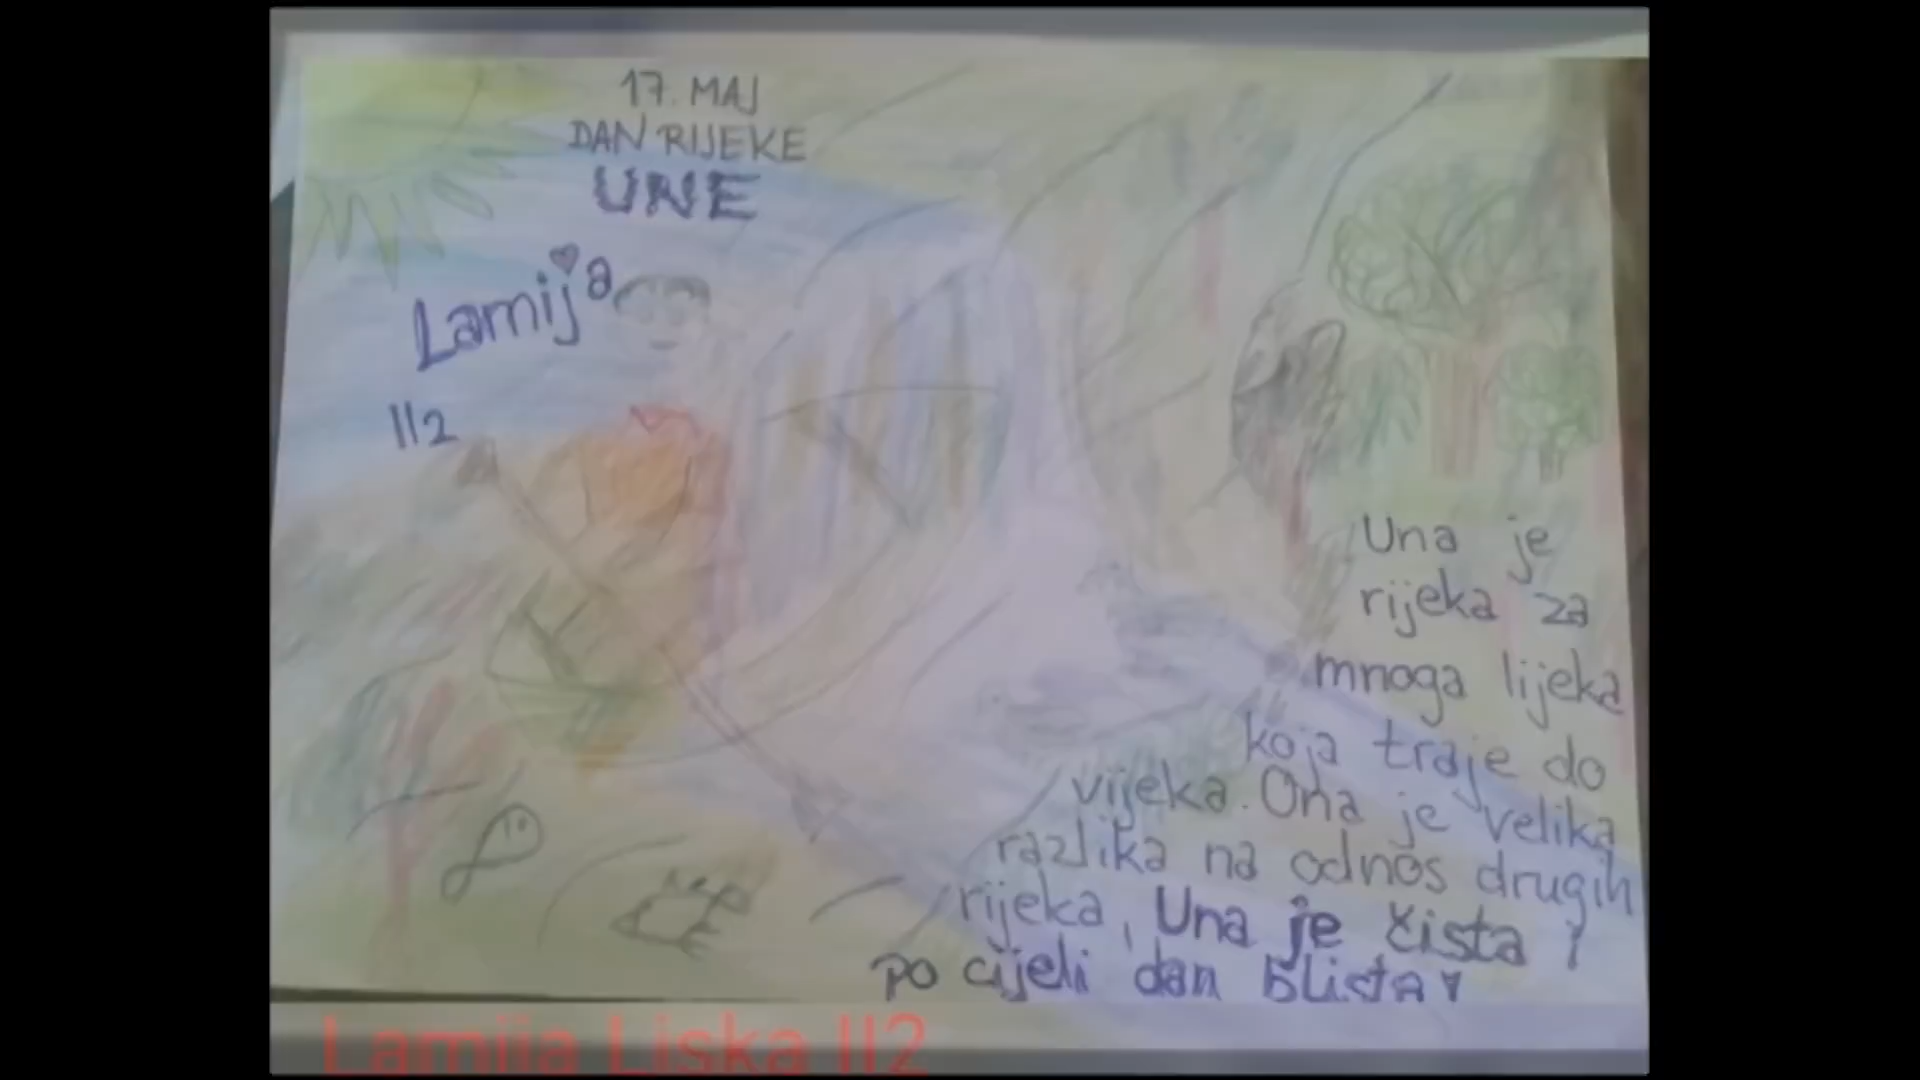 17. MAJ
DAN RIJEKE
UNE
Lamija
II2
Una je
rijeka za
mnoga lijeka
koja traje do
vijeka. Ona je velika
razlika na odnos drugih
rijeka, Una je čista i
po cijeli dan blista
Lamija Liska II2